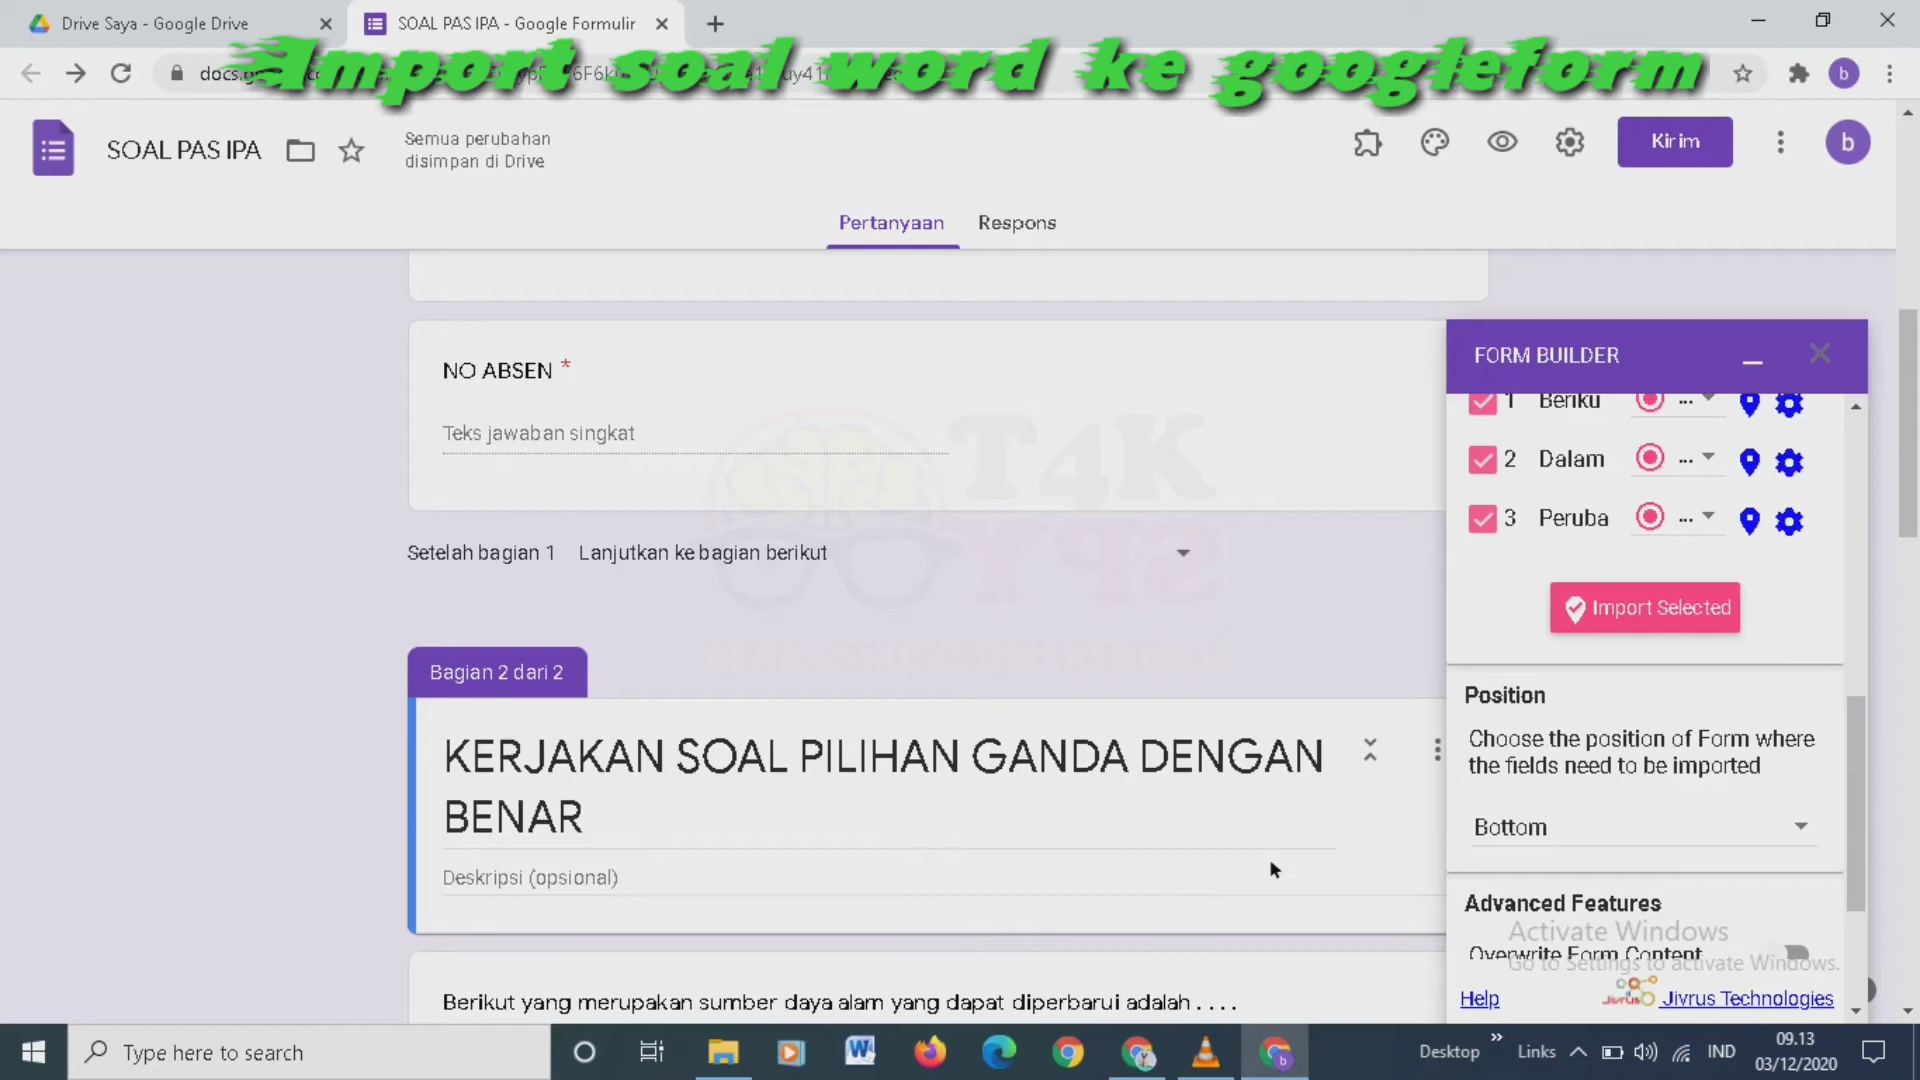 Drive Saya - Google Drive
SOAL PAS IPA - Google Formulir
Import soal word ke googleform
SOAL PAS IPA
Semua perubahan
disimpan di Drive
Kirim
b
b
Pertanyaan
Respons
NO ABSEN *
Teks jawaban singkat
T4K
Setelah bagian 1 Lanjutkan ke bagian berikut
Bagian 2 dari 2
KERJAKAN SOAL PILIHAN GANDA DENGAN
BENAR
Deskripsi (opsional)
Berikut yang merupakan sumber daya alam yang dapat diperbarui adalah . . . .
FORM BUILDER
1 Beriku ...
2 Dalam ...
3 Peruba ...
Import Selected
Position
Choose the position of Form where
the fields need to be imported
Bottom
Advanced Features
Overwrite Form Content
Activate Windows
Go to Settings to activate Windows.
Help
Jivrus Jivrus Technologies
Type here to search
Desktop
Links
IND
09.13
03/12/2020